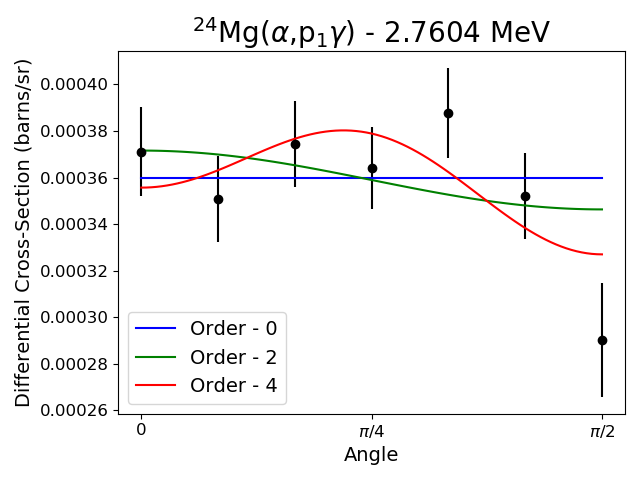 ²⁴Mg(α,p₁γ) - 2.7604 MeV
Differential Cross-Section (barns/sr)
0.00040
0.00038
0.00036
0.00034
0.00032
0.00030
0.00028
0.00026
Order - 0
Order - 2
Order - 4
0 π/4 π/2
Angle